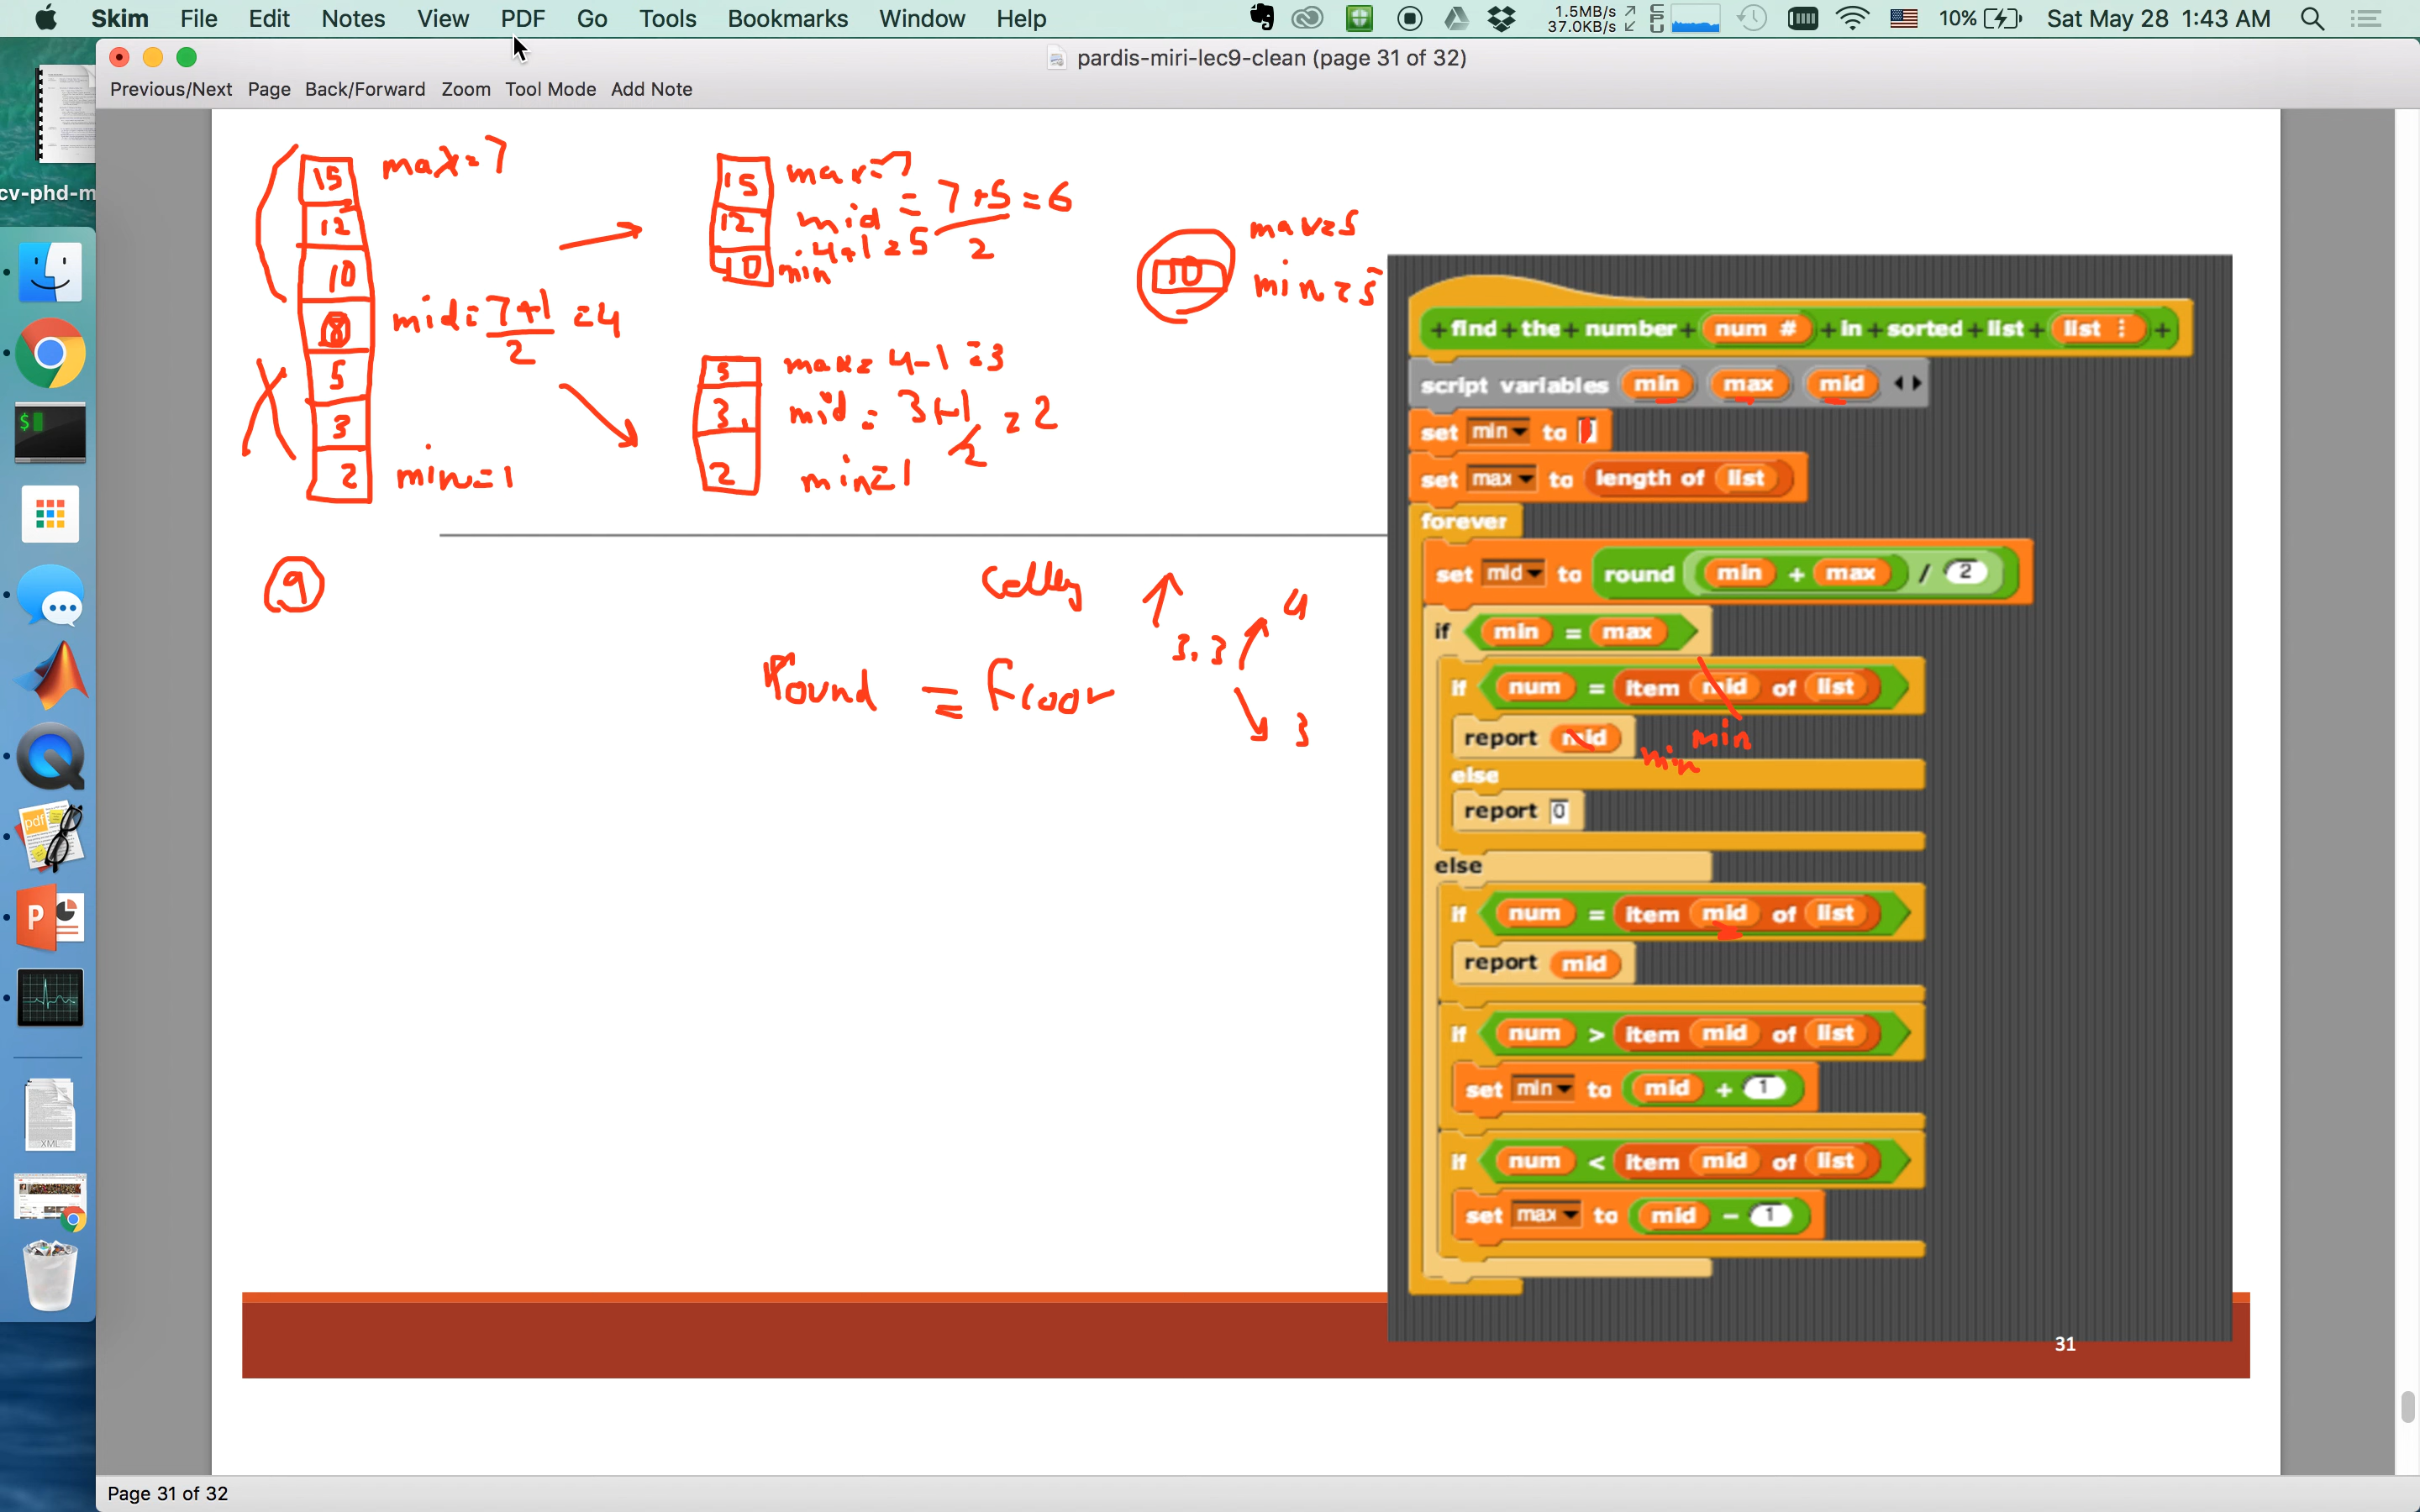 Skim File Edit Notes View PDF Go Tools Bookmarks Window Help
1.5MB/s
37.0KB/s
CPU
10%
Sat May 28 1:43 AM
pardis-miri-lec9-clean (page 31 of 32)
Previous/Next Page Back/Forward Zoom Tool Mode Add Note
cv-phd-m
15 max=7
12
10
8 mid=7+1/2=4
5
3
2 min=1
15 max=7
12 mid = 7+5/2 = 6
10 min 4+1=5
5 max= 4-1=3
3 mid = 3+1/2 = 2
2 min=1
10 max=5
min=5
9
3.3 4
round = floor
3
+find+the+number+ num # +in+sorted+list+ list ⋮ +
script variables min max mid
set min to
set max to length of list
forever
set mid to round min + max / 2
if min = max
if num = item mid of list
report mid
min
min
else
report 0
else
if num = item mid of list
report mid
if num > item mid of list
set min to mid + 1
if num < item mid of list
set max to mid - 1
31
pdf
XML
Page 31 of 32